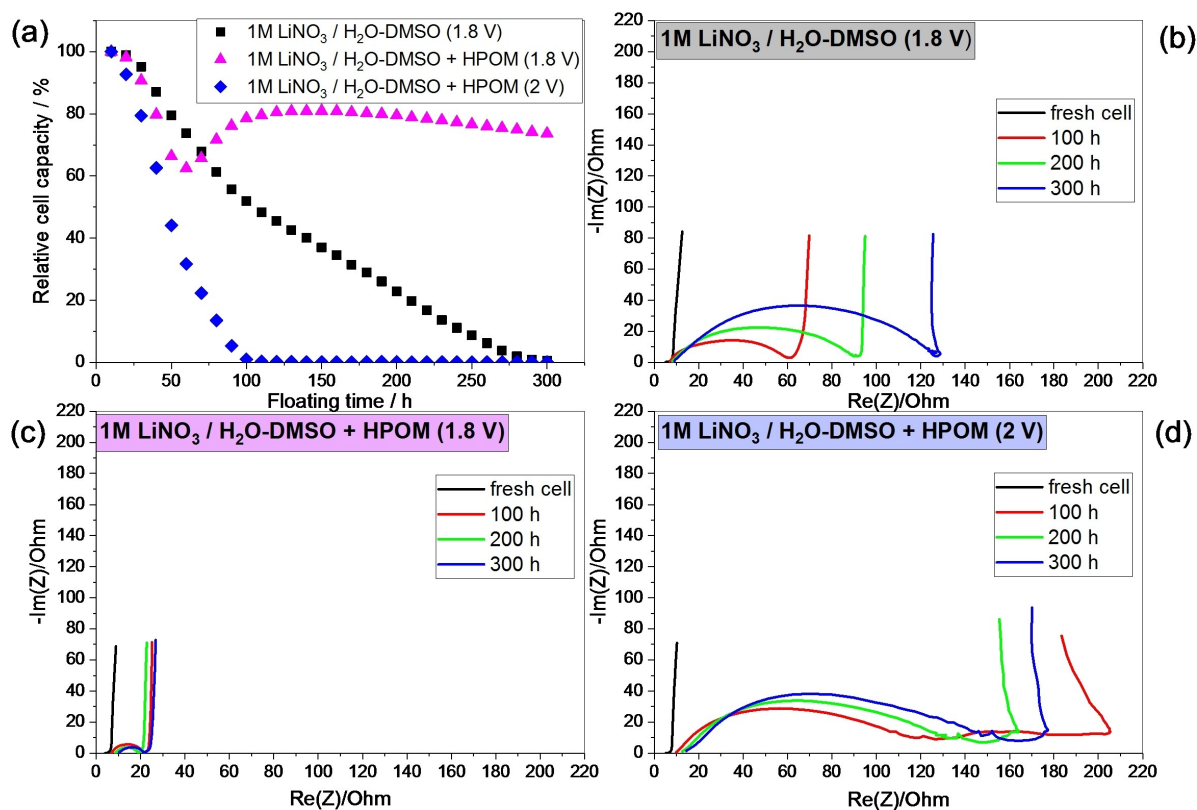 (a)
1M LiNO₃ / H₂O-DMSO (1.8 V)
1M LiNO₃ / H₂O-DMSO + HPOM (1.8 V)
1M LiNO₃ / H₂O-DMSO + HPOM (2 V)
Relative cell capacity / %
100
80
60
40
20
0
0 50 100 150 200 250 300
Floating time / h
(b)
1M LiNO₃ / H₂O-DMSO (1.8 V)
fresh cell
100 h
200 h
300 h
-Im(Z)/Ohm
220
200
180
160
140
120
100
80
60
40
20
0
0 20 40 60 80 100 120 140 160 180 200 220
Re(Z)/Ohm
(c)
1M LiNO₃ / H₂O-DMSO + HPOM (1.8 V)
fresh cell
100 h
200 h
300 h
-Im(Z)/Ohm
220
200
180
160
140
120
100
80
60
40
20
0
0 20 40 60 80 100 120 140 160 180 200 220
Re(Z)/Ohm
(d)
1M LiNO₃ / H₂O-DMSO + HPOM (2 V)
fresh cell
100 h
200 h
300 h
-Im(Z)/Ohm
220
200
180
160
140
120
100
80
60
40
20
0
0 20 40 60 80 100 120 140 160 180 200 220
Re(Z)/Ohm